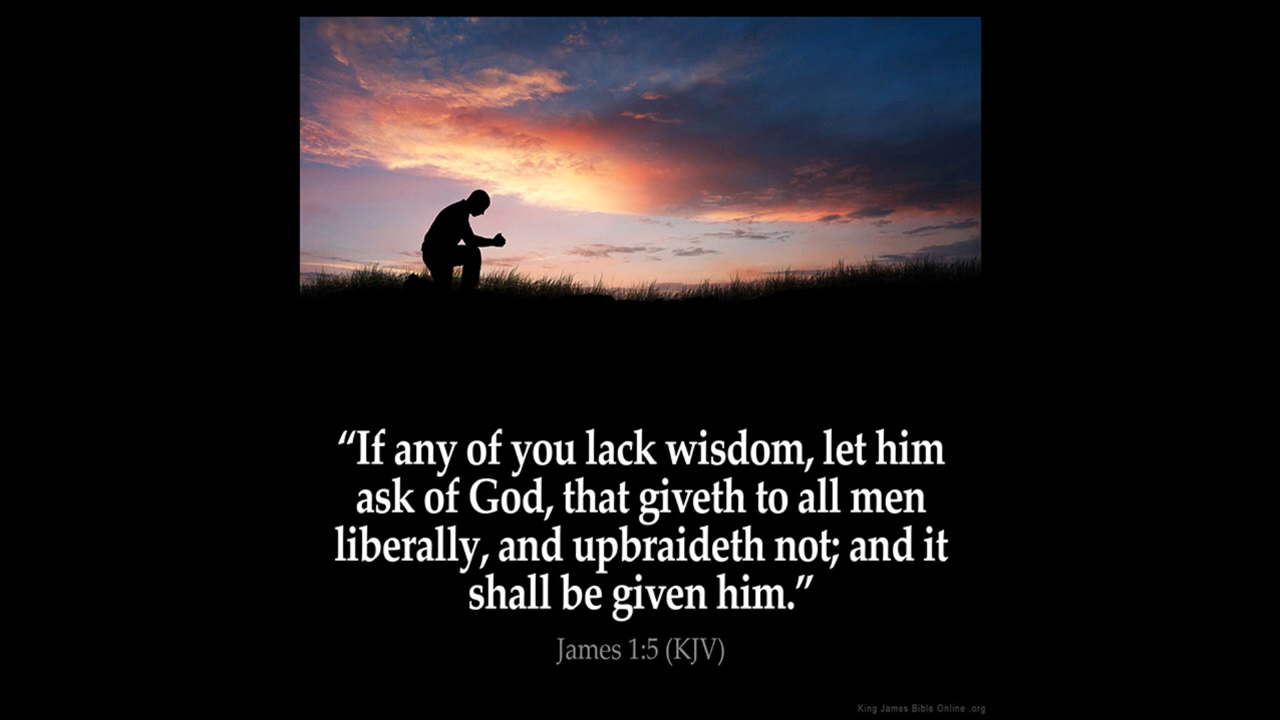 “If any of you lack wisdom, let him
ask of God, that giveth to all men
liberally, and upbraideth not; and it
shall be given him.”
James 1:5 (KJV)
King James Bible Online .org